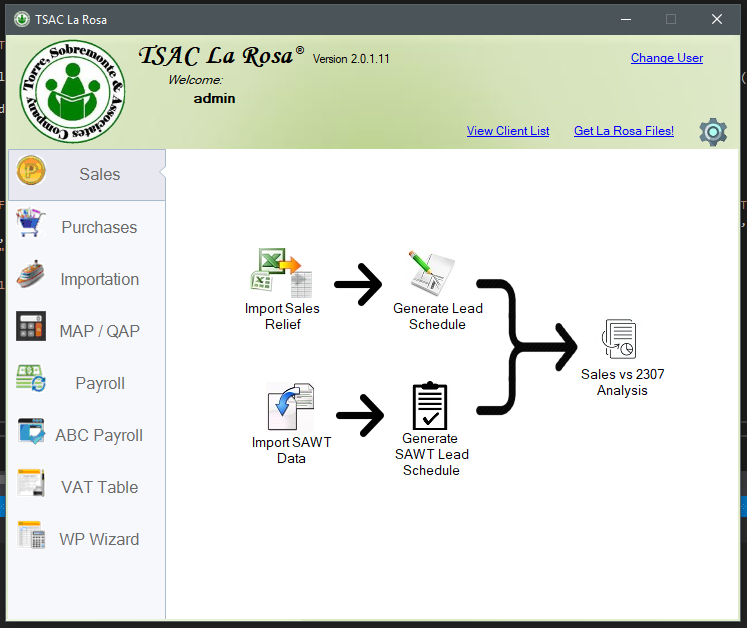 TSAC La Rosa
Torre, Sobremonte & Associates Company
TSAC La Rosa® Version 2.0.1.11
Change User
Welcome:
admin
View Client List Get La Rosa Files!
Sales
Purchases
Importation
MAP / QAP
Payroll
ABC Payroll
VAT Table
WP Wizard
Import Sales
Relief
Generate Lead
Schedule
Import SAWT
Data
Generate
SAWT Lead
Schedule
Sales vs 2307
Analysis